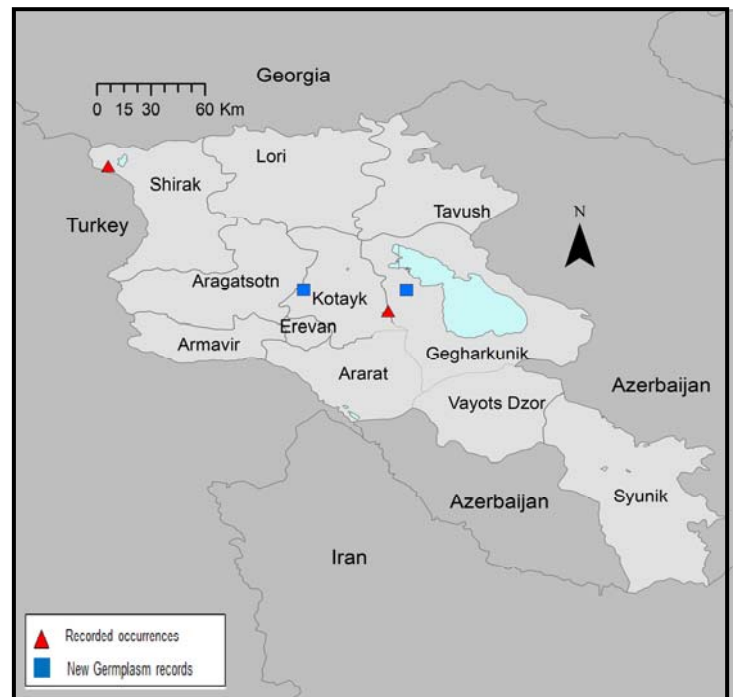 Georgia
0 15 30 60 Km
Lori
Shirak
Turkey
Tavush
N
Aragatsotn
Kotayk
Erevan
Armavir
Gegharkunik
Ararat
Azerbaijan
Vayots Dzor
Azerbaijan
Syunik
Iran
Recorded occurrences
New Germplasm records